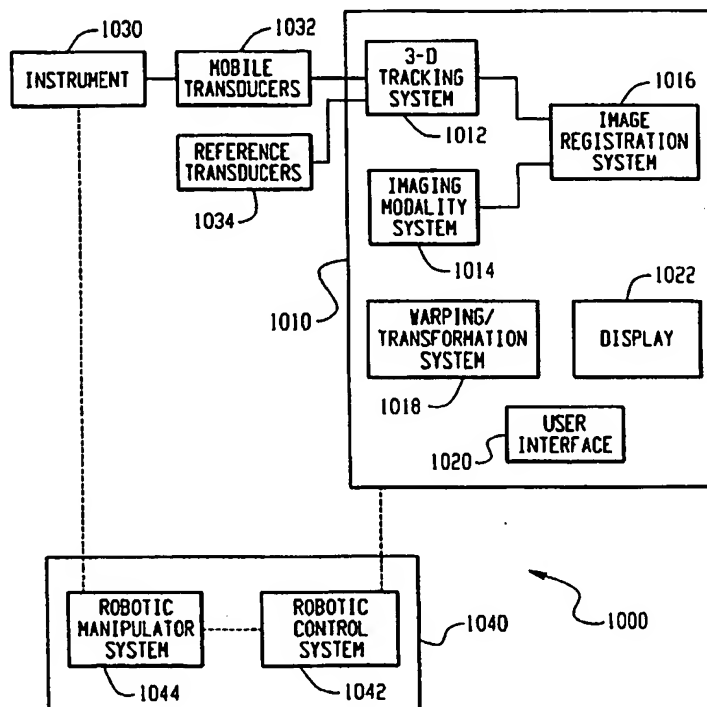 1030
INSTRUMENT
1032
MOBILE
TRANSDUCERS
REFERENCE
TRANSDUCERS
1034
3-D
TRACKING
SYSTEM
1012
1016
IMAGE
REGISTRATION
SYSTEM
IMAGING
MODALITY
SYSTEM
1014
1010
WARPING/
TRANSFORMATION
SYSTEM
1018
1022
DISPLAY
USER
INTERFACE
1020
ROBOTIC
MANIPULATOR
SYSTEM
1044
ROBOTIC
CONTROL
SYSTEM
1042
1040
1000